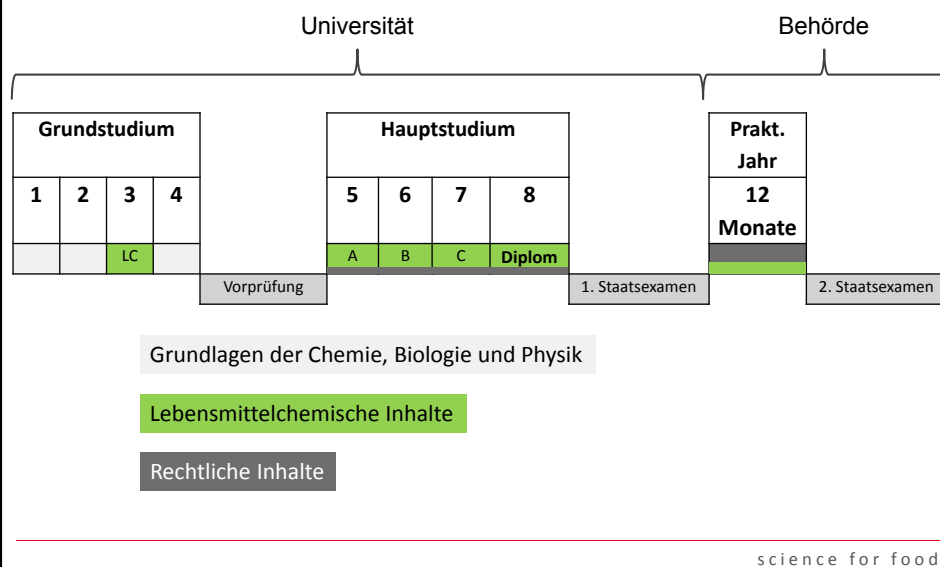 Universität
Behörde
Grundstudium
Hauptstudium
Prakt.
Jahr
1 2 3 4
5 6 7 8
12
Monate
LC
A B C Diplom
Vorprüfung
1. Staatsexamen
2. Staatsexamen
Grundlagen der Chemie, Biologie und Physik
Lebensmittelchemische Inhalte
Rechtliche Inhalte
science for food